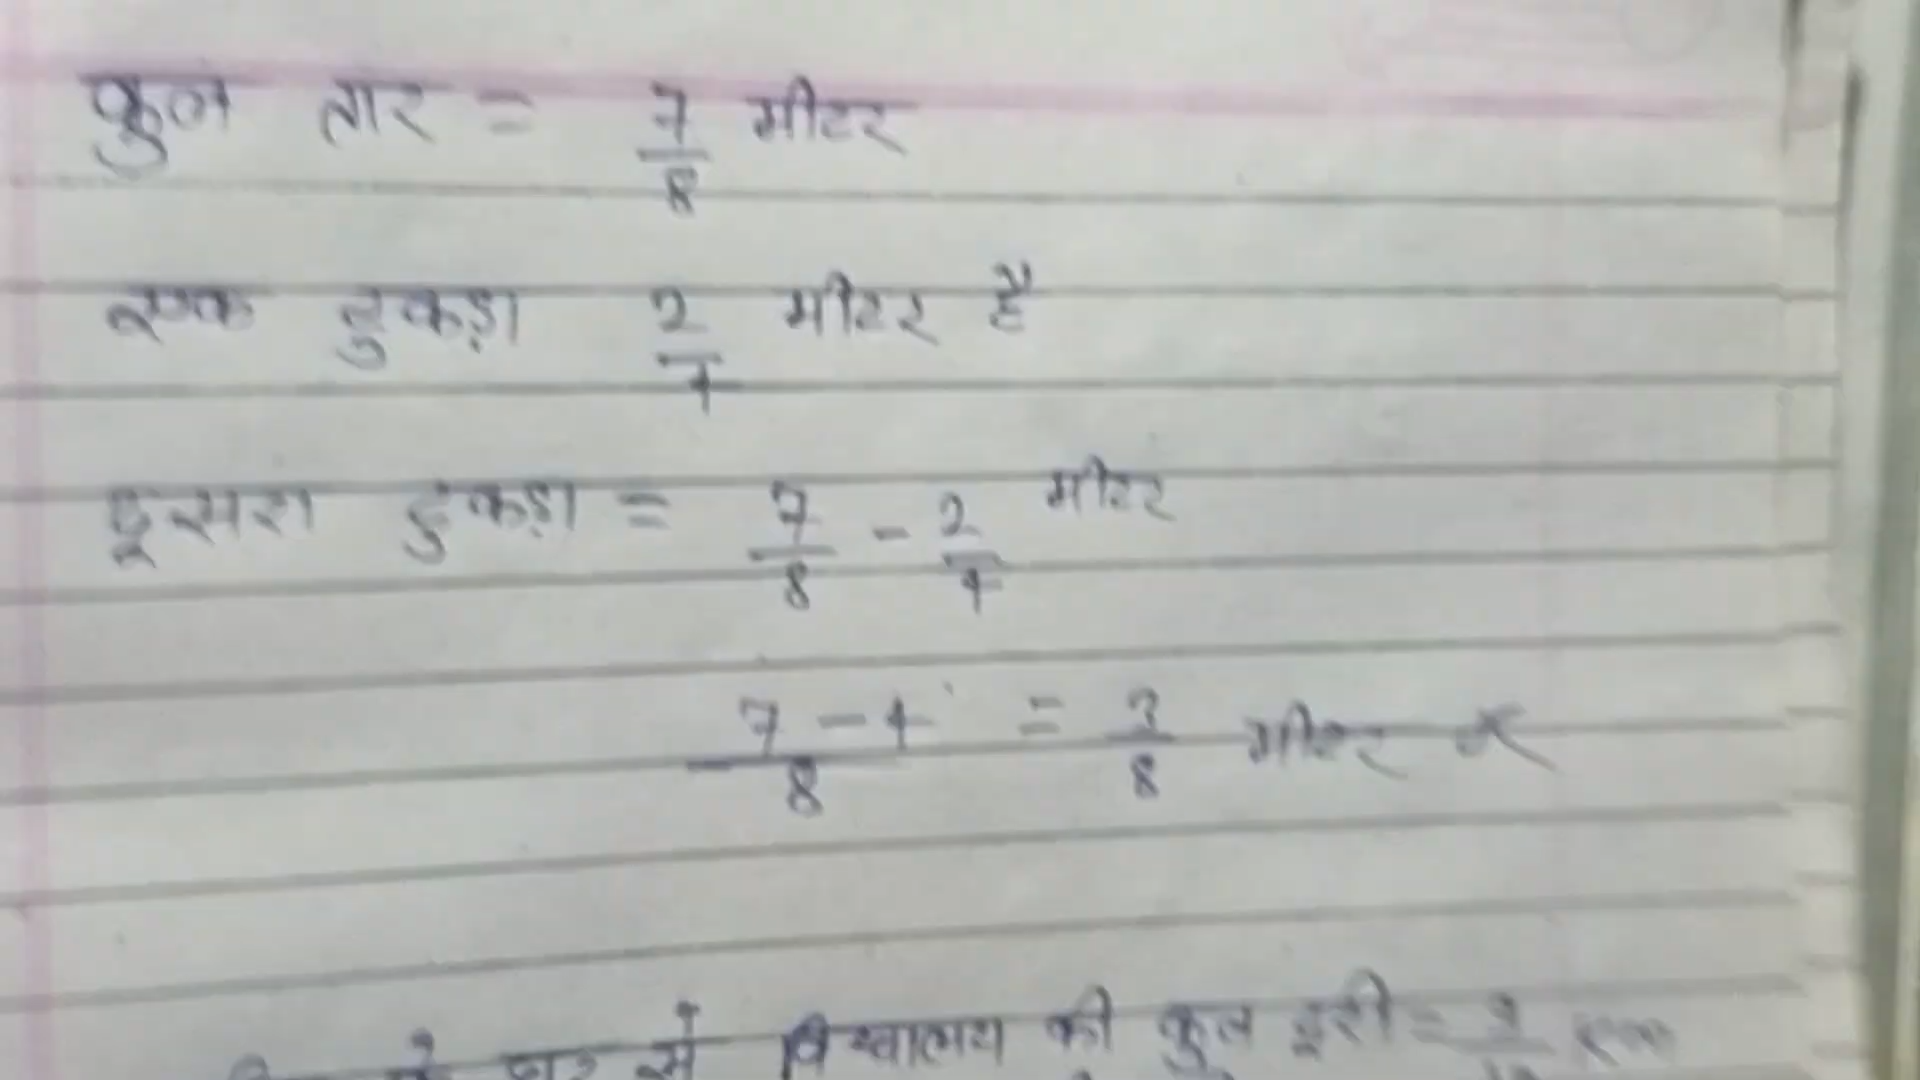 कुल तार = 7/8 मीटर
एक टुकड़ा 2/4 मीटर है
दूसरा टुकड़ा = 7/8 - 2/4 मीटर
7 - 4 / 8 = 3/8 मीटर
के घर से विद्यालय की कुल दूरी =